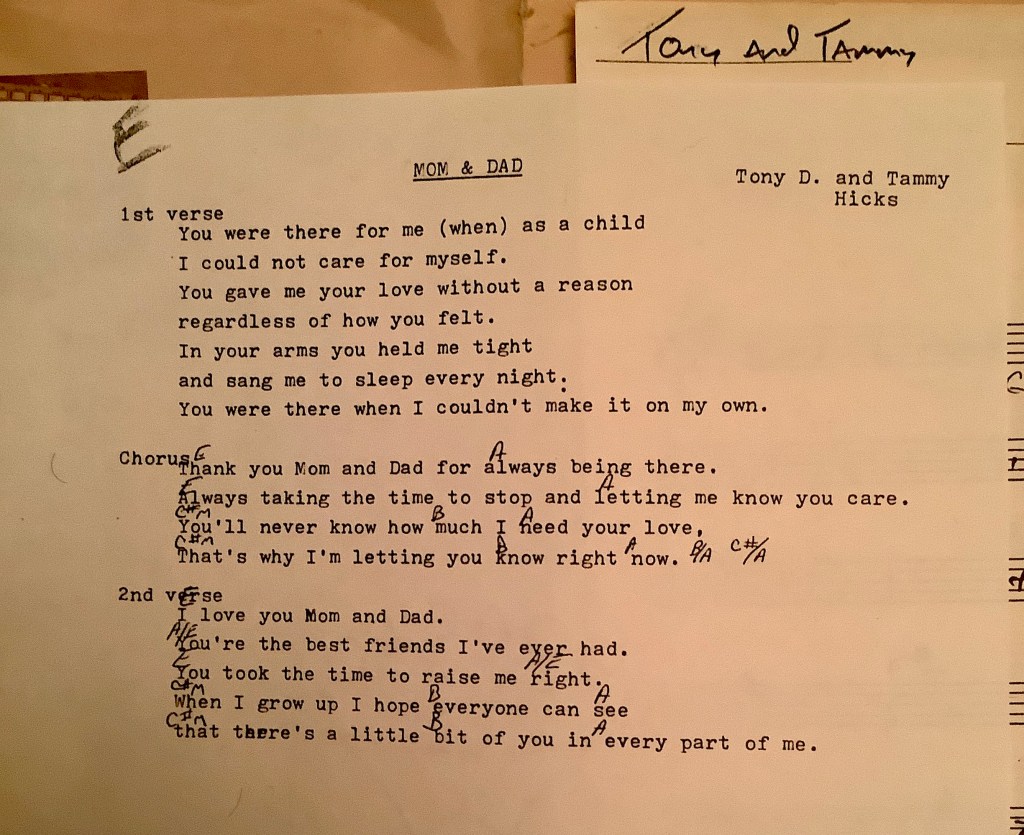 Tony and Tammy
E
MOM & DAD
Tony D. and Tammy
Hicks
1st verse
You were there for me (when) as a child
I could not care for myself.
You gave me your love without a reason
regardless of how you felt.
In your arms you held me tight
and sang me to sleep every night.
You were there when I couldn't make it on my own.
E A
Chorus
Thank you Mom and Dad for always being there.
E A
Always taking the time to stop and letting me know you care.
C#M B A
You'll never know how much I need your love,
C#M B A
That's why I'm letting you know right now. B/A C#/A
2nd verse
E
I love you Mom and Dad.
A/E
You're the best friends I've ever had.
E A/E
You took the time to raise me right.
C#M B A
When I grow up I hope everyone can see
C#M B A
that there's a little bit of you in every part of me.